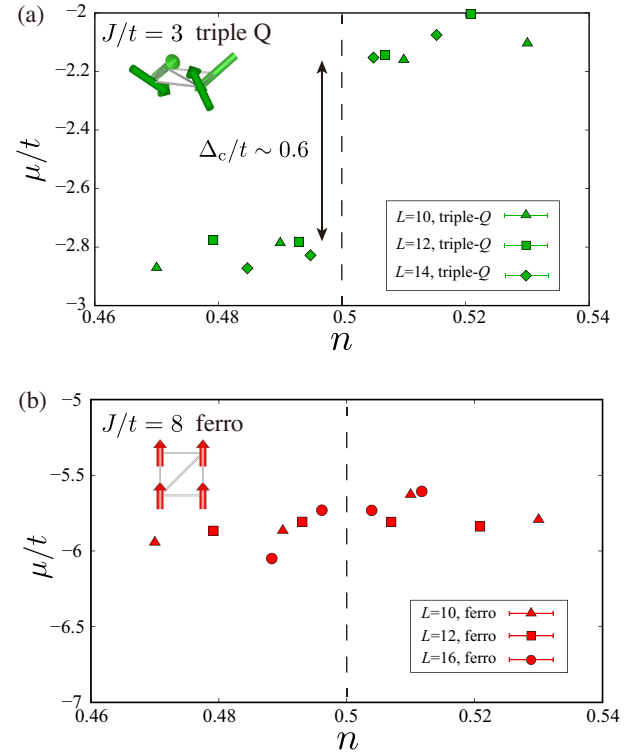 (a)
J/t = 3 triple Q
Δc/t ∼ 0.6
μ/t
−2
−2.2
−2.4
−2.6
−2.8
−3
L=10, triple-Q
L=12, triple-Q
L=14, triple-Q
0.46 0.48 0.5 0.52 0.54
n
(b)
J/t = 8 ferro
μ/t
−5
−5.5
−6
−6.5
−7
L=10, ferro
L=12, ferro
L=16, ferro
0.46 0.48 0.5 0.52 0.54
n